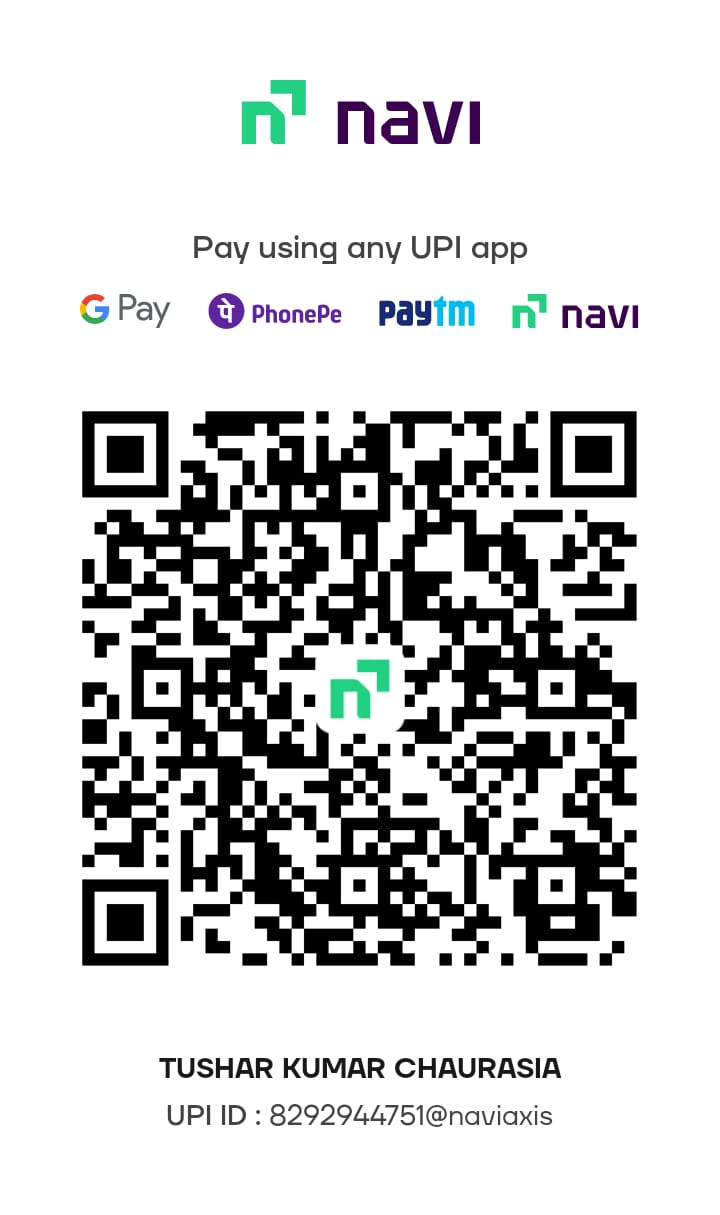 navi
Pay using any UPI app
G Pay पे PhonePe paytm navi
TUSHAR KUMAR CHAURASIA
UPI ID : 8292944751@naviaxis